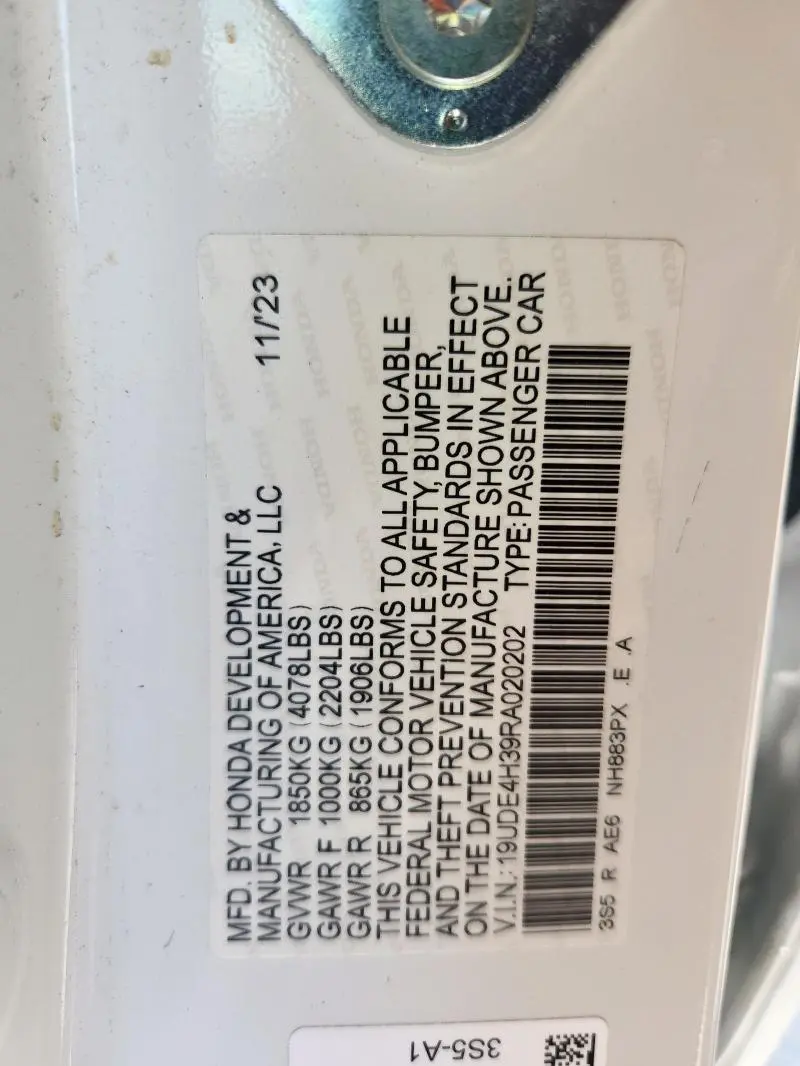 MFD. BY HONDA DEVELOPMENT &
MANUFACTURING OF AMERICA, LLC 11/'23
GVWR 1850KG (4078LBS)
GAWR F 1000KG (2204LBS)
GAWR R 865KG (1906LBS)
THIS VEHICLE CONFORMS TO ALL APPLICABLE
FEDERAL MOTOR VEHICLE SAFETY, BUMPER,
AND THEFT PREVENTION STANDARDS IN EFFECT
ON THE DATE OF MANUFACTURE SHOWN ABOVE.
V.I.N.: 19UDE4H39RA020202 TYPE: PASSENGER CAR
3S5 R AE6 NH883PX .E .A
3S5-A1